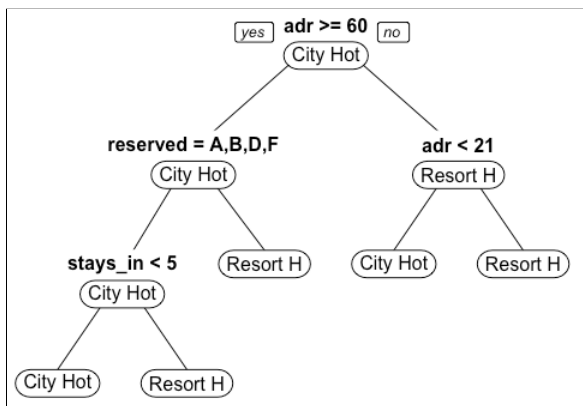 yes adr >= 60 no
City Hot
reserved = A,B,D,F adr < 21
City Hot Resort H
stays_in < 5 Resort H City Hot Resort H
City Hot
City Hot Resort H